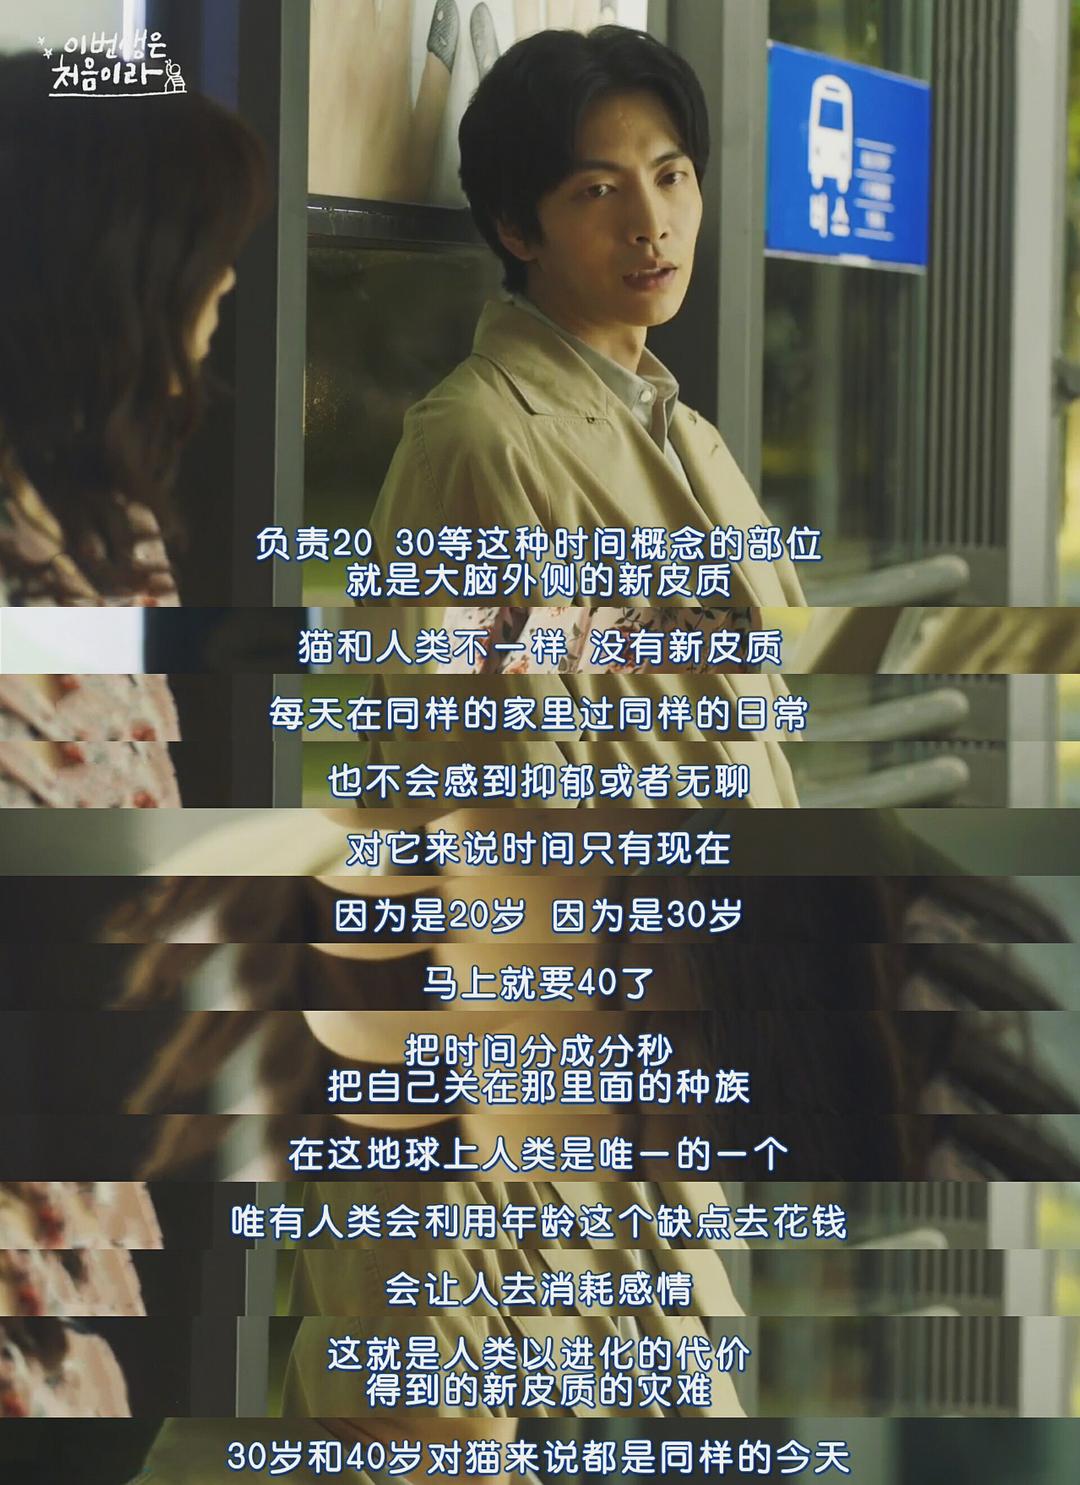 이번생은
처음이라
버스
负责20 30等这种时间概念的部位
就是大脑外侧的新皮质
猫和人类不一样 没有新皮质
每天在同样的家里过同样的日常
也不会感到抑郁或者无聊
对它来说时间只有现在
因为是20岁 因为是30岁
马上就要40了
把时间分成分秒
把自己关在那里面的种族
在这地球上人类是唯一的一个
唯有人类会利用年龄这个缺点去花钱
会让人去消耗感情
这就是人类以进化的代价
得到的新皮质的灾难
30岁和40岁对猫来说都是同样的今天